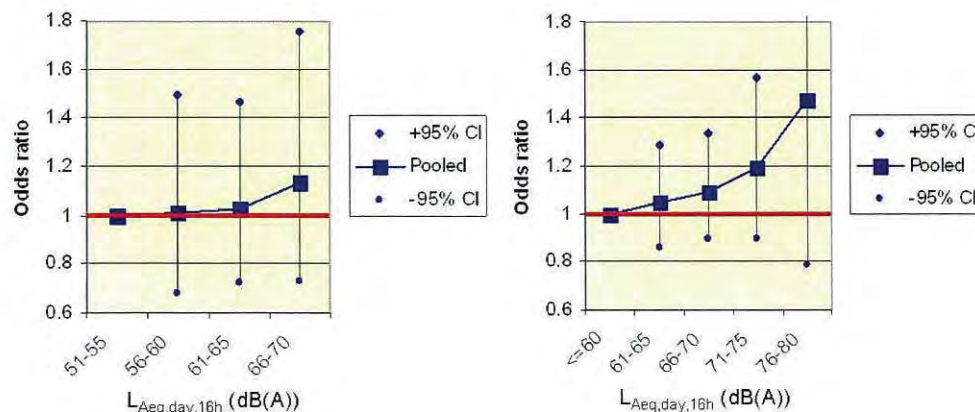 1.8
1.6
1.4
1.2
1
0.8
0.6
Odds ratio
51-55
56-60
61-65
66-70
LAeq,day,16h (dB(A))
+95% CI
Pooled
-95% CI
1.8
1.6
1.4
1.2
1
0.8
0.6
Odds ratio
<=60
61-65
66-70
71-75
76-80
LAeq,day,16h (dB(A))
+95% C
Pooled
-95% CI